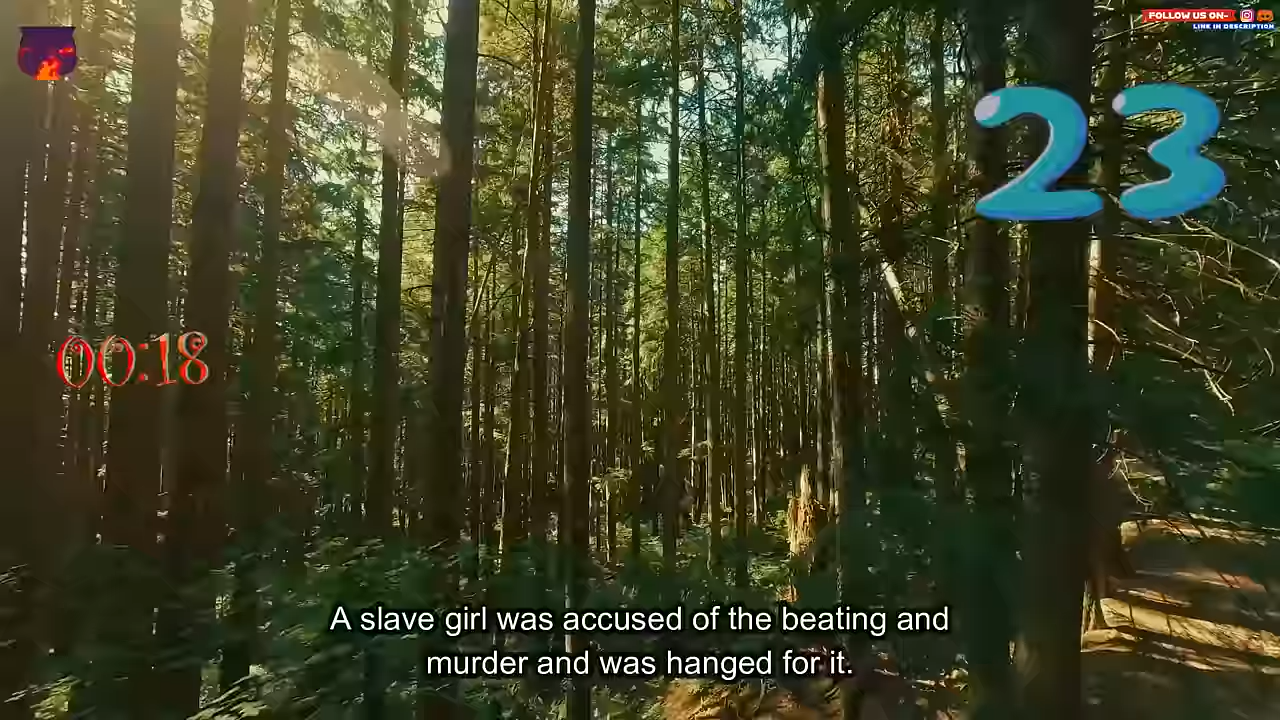 FOLLOW US ON-
LINK IN DESCRIPTION
23
00:18
A slave girl was accused of the beating and
murder and was hanged for it.